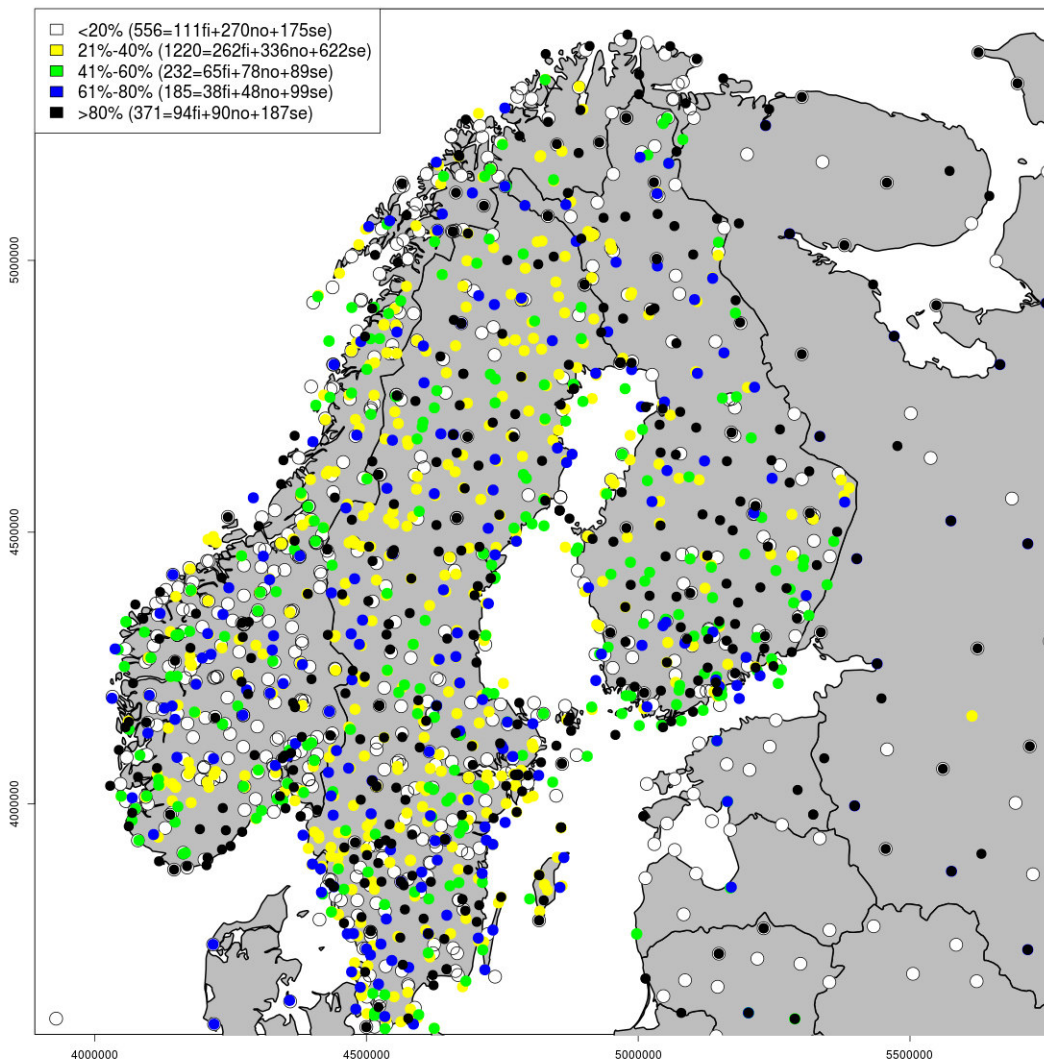 <20% (556=111fi+270no+175se)
21%-40% (1220=262fi+336no+622se)
41%-60% (232=65fi+78no+89se)
61%-80% (185=38fi+48no+99se)
>80% (371=94fi+90no+187se)
5000000
4500000
4000000
4000000 4500000 5000000 5500000